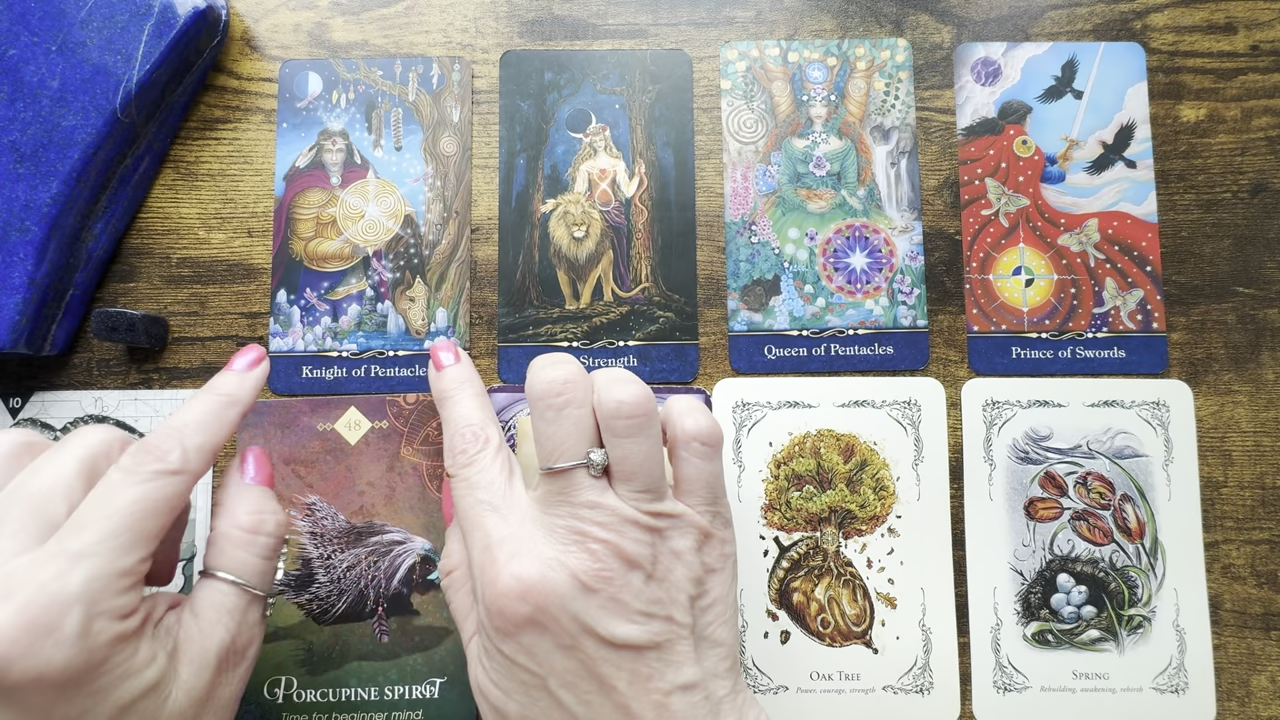 Knight of Pentacle
Strength
Queen of Pentacles
Prince of Swords
10
48
PORCUPINE SPIRIT
Time for beginner mind.
OAK TREE
Power, courage, strength
SPRING
Rebuilding, awakening, rebirth